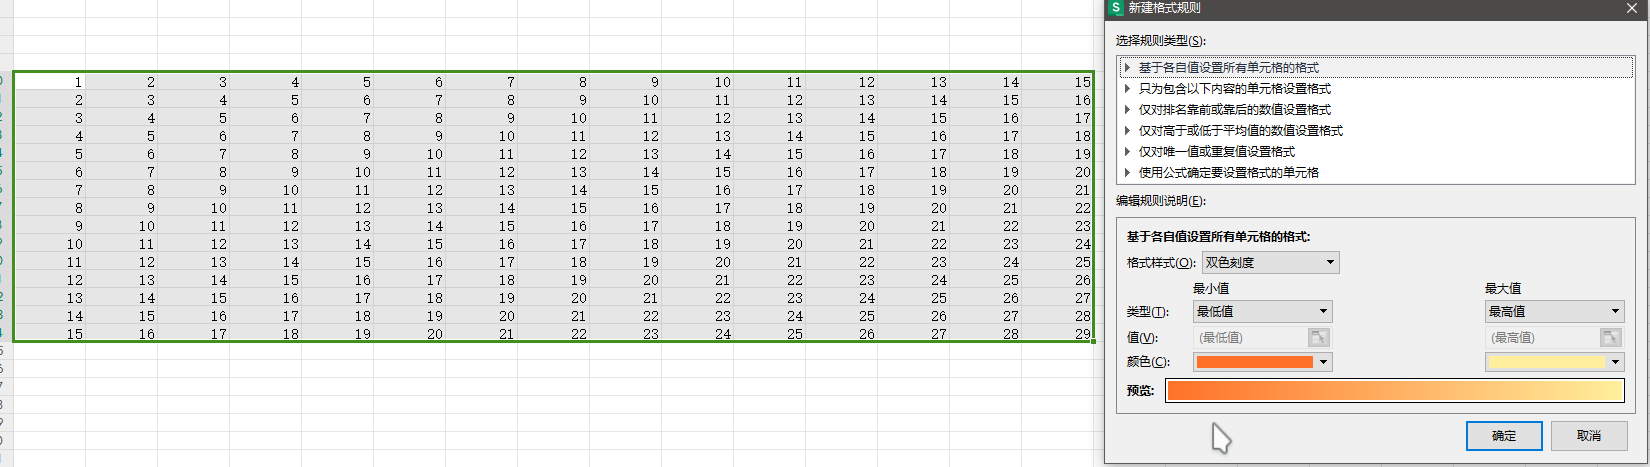 S 新建格式规则
选择规则类型(S):
基于各自值设置所有单元格的格式
只为包含以下内容的单元格设置格式
仅对排名靠前或靠后的数值设置格式
仅对高于或低于平均值的数值设置格式
仅对唯一值或重复值设置格式
使用公式确定要设置格式的单元格
编辑规则说明(E):
基于各自值设置所有单元格的格式:
格式样式(O): 双色刻度
最小值 最大值
类型(T): 最低值 最高值
值(V): (最低值) (最高值)
颜色(C):
预览:
确定 取消
1 2 3 4 5 6 7 8 9 10 11 12 13 14 15
2 3 4 5 6 7 8 9 10 11 12 13 14 15 16
3 4 5 6 7 8 9 10 11 12 13 14 15 16 17
4 5 6 7 8 9 10 11 12 13 14 15 16 17 18
5 6 7 8 9 10 11 12 13 14 15 16 17 18 19
6 7 8 9 10 11 12 13 14 15 16 17 18 19 20
7 8 9 10 11 12 13 14 15 16 17 18 19 20 21
8 9 10 11 12 13 14 15 16 17 18 19 20 21 22
9 10 11 12 13 14 15 16 17 18 19 20 21 22 23
10 11 12 13 14 15 16 17 18 19 20 21 22 23 24
11 12 13 14 15 16 17 18 19 20 21 22 23 24 25
12 13 14 15 16 17 18 19 20 21 22 23 24 25 26
13 14 15 16 17 18 19 20 21 22 23 24 25 26 27
14 15 16 17 18 19 20 21 22 23 24 25 26 27 28
15 16 17 18 19 20 21 22 23 24 25 26 27 28 29